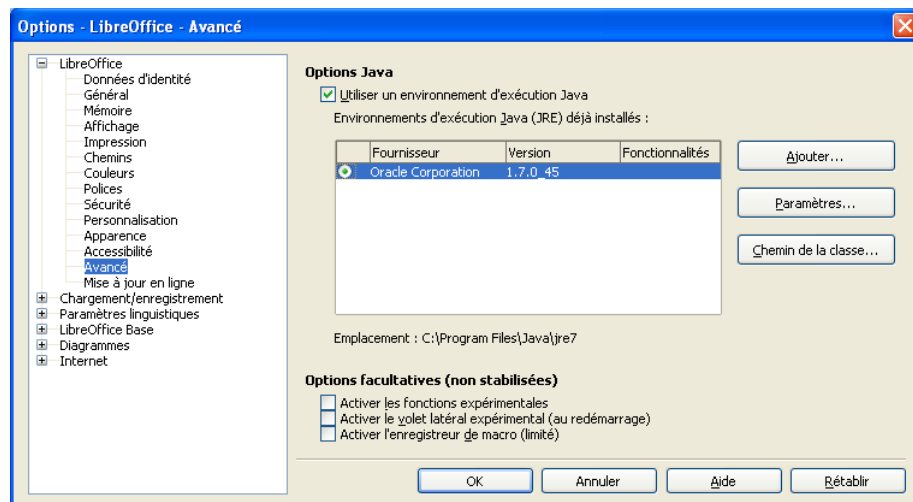 Options - LibreOffice - Avancé
LibreOffice
Données d'identité
Général
Mémoire
Affichage
Impression
Chemins
Couleurs
Polices
Sécurité
Personnalisation
Apparence
Accessibilité
Avancé
Mise à jour en ligne
Chargement/enregistrement
Paramètres linguistiques
LibreOffice Base
Diagrammes
Internet
Options Java
Utiliser un environnement d'exécution Java
Environnements d'exécution Java (JRE) déjà installés :
Fournisseur Version Fonctionnalités
Oracle Corporation 1.7.0_45
Ajouter...
Paramètres...
Chemin de la classe...
Emplacement : C:\Program Files\Java\jre7
Options facultatives (non stabilisées)
Activer les fonctions expérimentales
Activer le volet latéral expérimental (au redémarrage)
Activer l'enregistreur de macro (limité)
OK Annuler Aide Rétablir